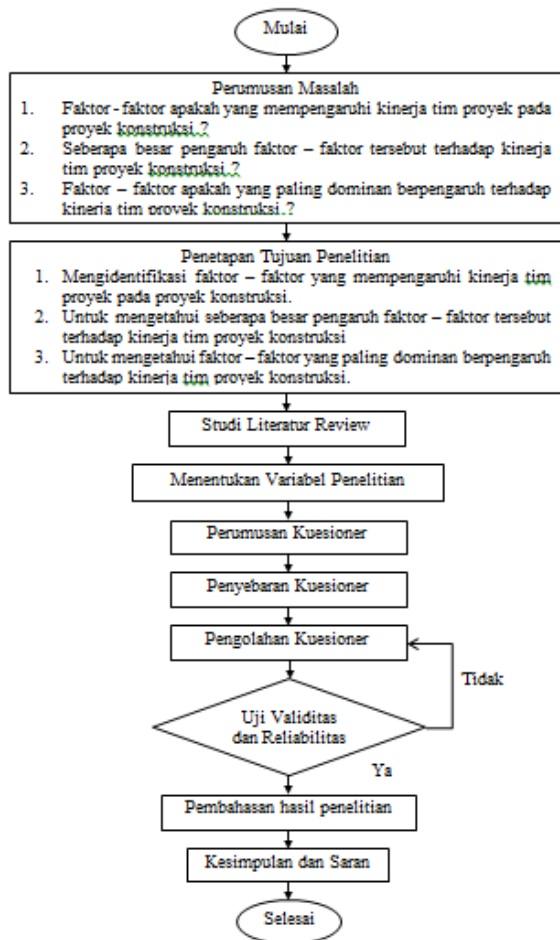 Mulai
Perumusan Masalah
1. Faktor - faktor apakah yang mempengaruhi kinerja tim proyek pada
proyek konstruksi.?
2. Seberapa besar pengaruh faktor – faktor tersebut terhadap kinerja
tim proyek konstruksi.?
3. Faktor – faktor apakah yang paling dominan berpengaruh terhadap
kinerja tim proyek konstruksi.?
Penetapan Tujuan Penelitian
1. Mengidentifikasi faktor – faktor yang mempengaruhi kinerja tim
proyek pada proyek konstruksi.
2. Untuk mengetahui seberapa besar pengaruh faktor – faktor tersebut
terhadap kinerja tim proyek konstruksi
3. Untuk mengetahui faktor – faktor yang paling dominan berpengaruh
terhadap kinerja tim proyek konstruksi.
Studi Literatur Review
Menentukan Variabel Penelitian
Perumusan Kuesioner
Penyebaran Kuesioner
Pengolahan Kuesioner
Tidak
Uji Validitas
dan Reliabilitas
Ya
Pembahasan hasil penelitian
Kesimpulan dan Saran
Selesai